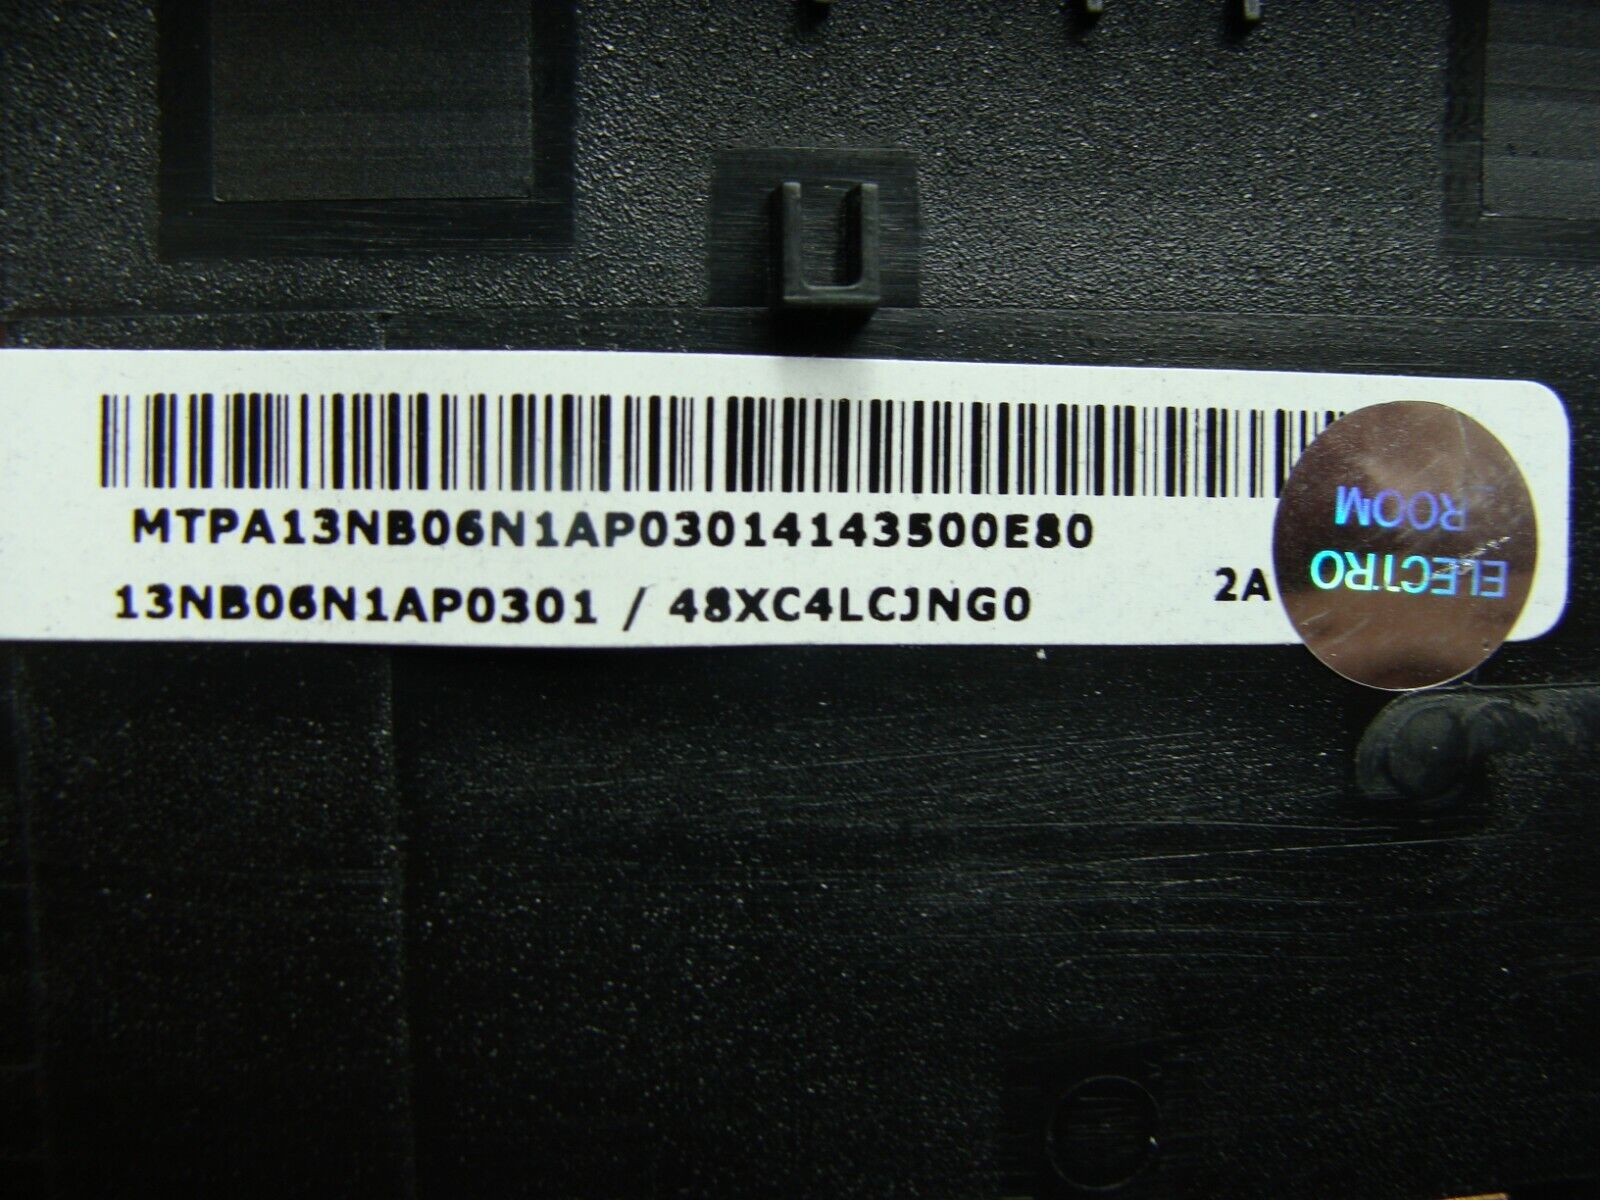 MTPA13NB06N1AP03014143500E80
13NB06N1AP0301 / 48XC4LCJNG0 2A
ELECTRO
ROOM